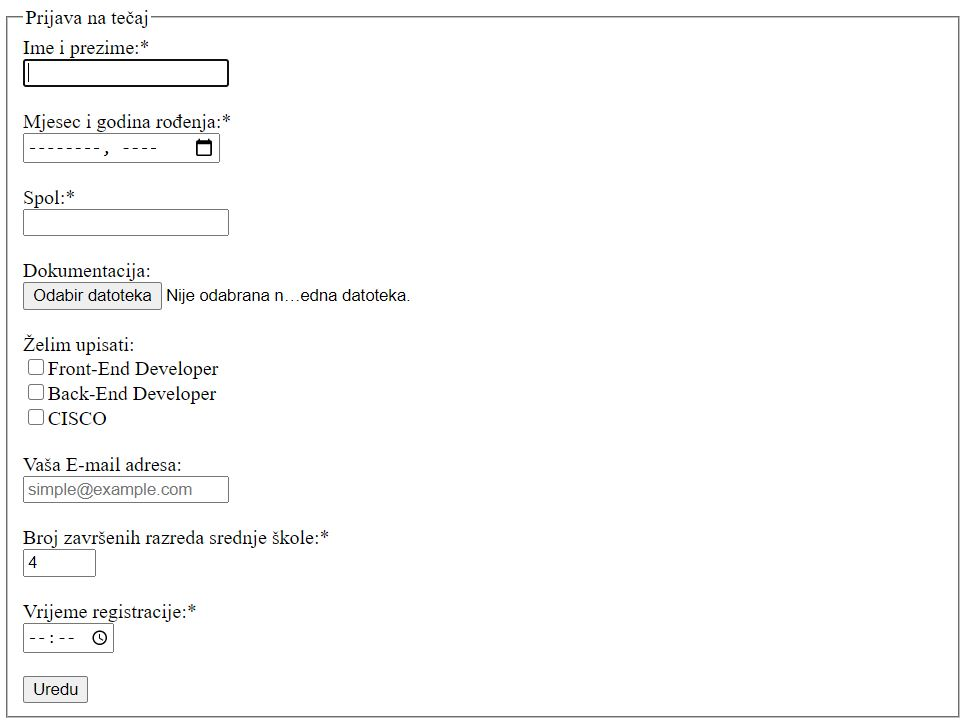 Prijava na tečaj
Ime i prezime:*
Mjesec i godina rođenja:*
--------, ----
Spol:*
Dokumentacija:
Odabir datoteka Nije odabrana n…edna datoteka.
Želim upisati:
Front-End Developer
Back-End Developer
CISCO
Vaša E-mail adresa:
simple@example.com
Broj završenih razreda srednje škole:*
4
Vrijeme registracije:*
--:--
Uredu